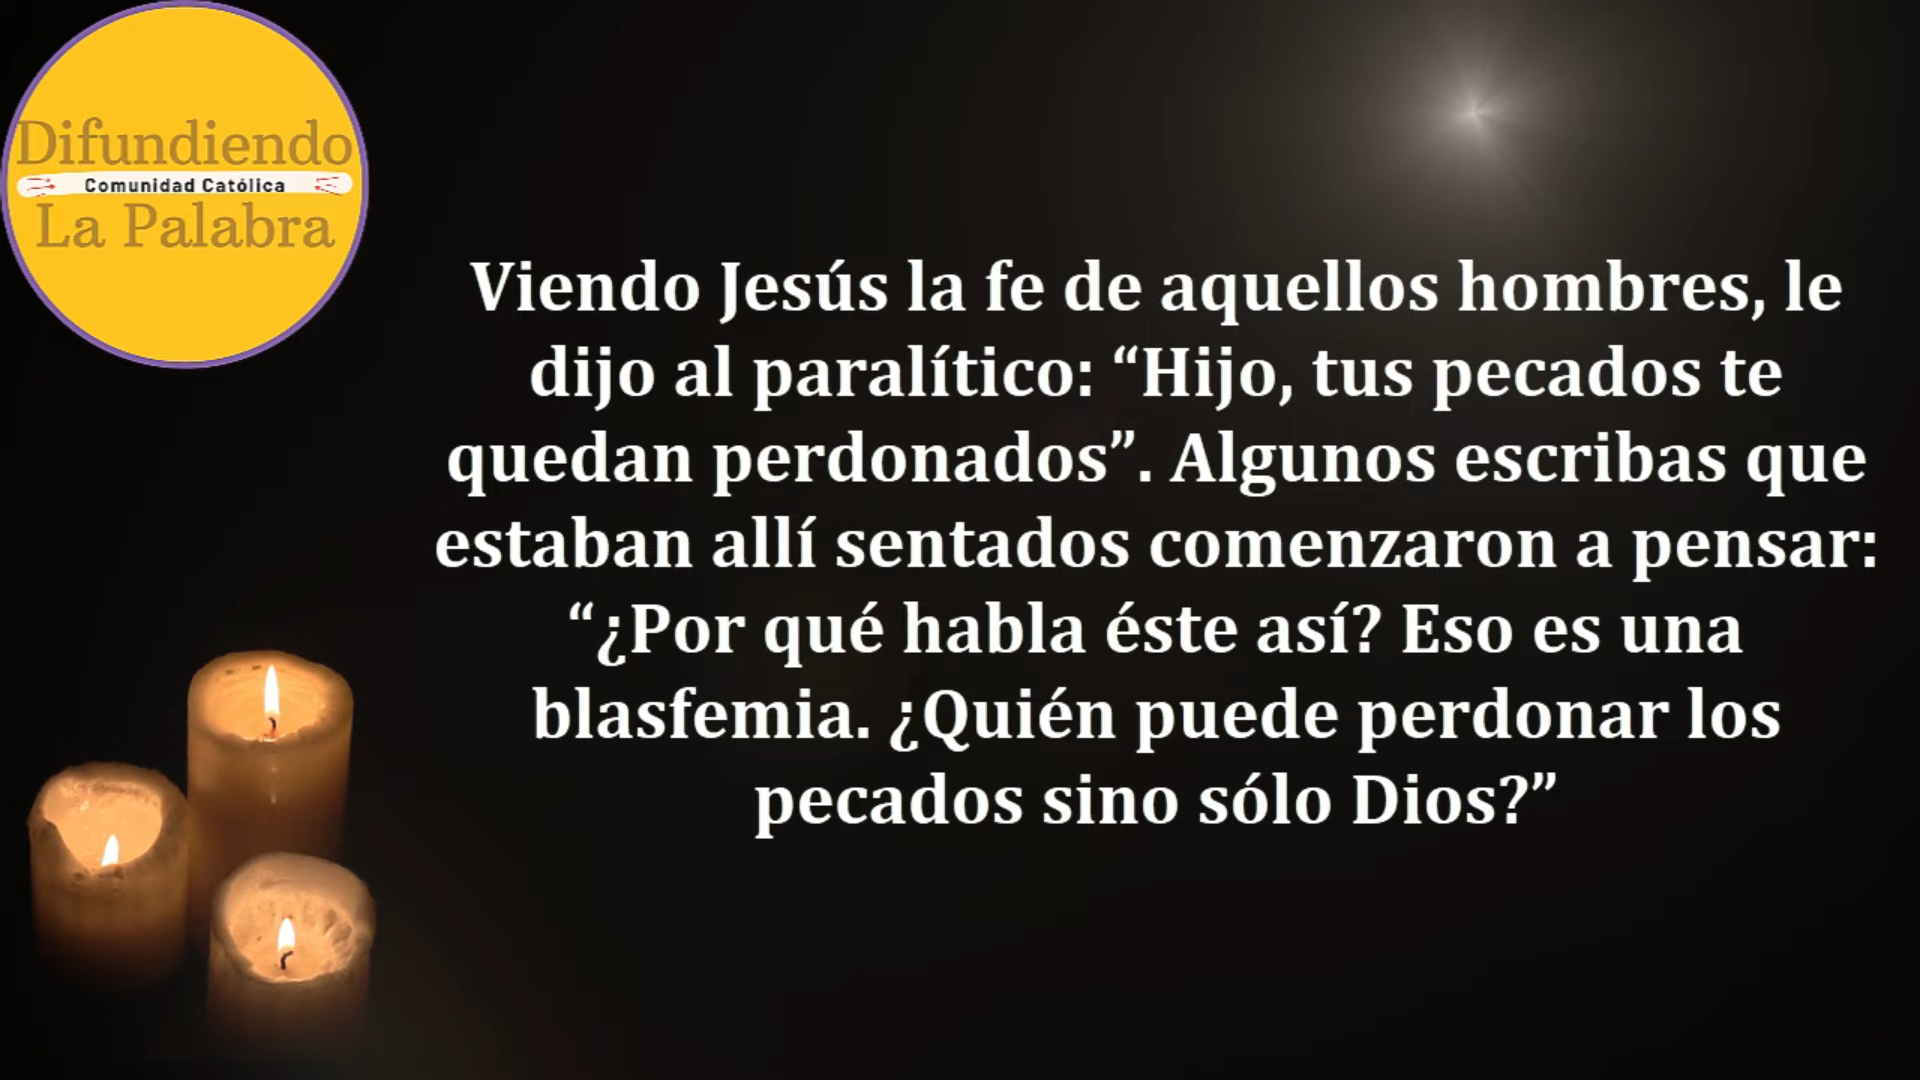 Difundiendo
Comunidad Católica
La Palabra
Viendo Jesús la fe de aquellos hombres, le
dijo al paralítico: “Hijo, tus pecados te
quedan perdonados”. Algunos escribas que
estaban allí sentados comenzaron a pensar:
“¿Por qué habla éste así? Eso es una
blasfemia. ¿Quién puede perdonar los
pecados sino sólo Dios?”